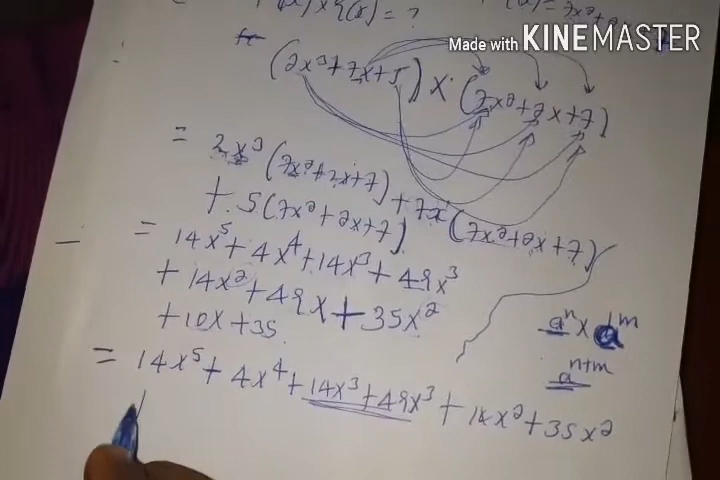 p(x) × q(x) = ?
Made with KINEMASTER
(2x³+7x+5) × (7x²+2x+7)
= 2x³(7x²+2x+7)+7x(7x²+2x+7)
+5(7x²+2x+7)
= 14x⁵+4x⁴+14x³+49x³
+14x²+49x+35x²
+10x+35
aⁿ × aᵐ
aⁿ⁺ᵐ
= 14x⁵+4x⁴+14x³+49x³+14x²+35x²